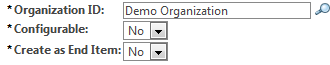 *Organization ID: Demo Organization
*Configurable: No
*Create as End Item: No